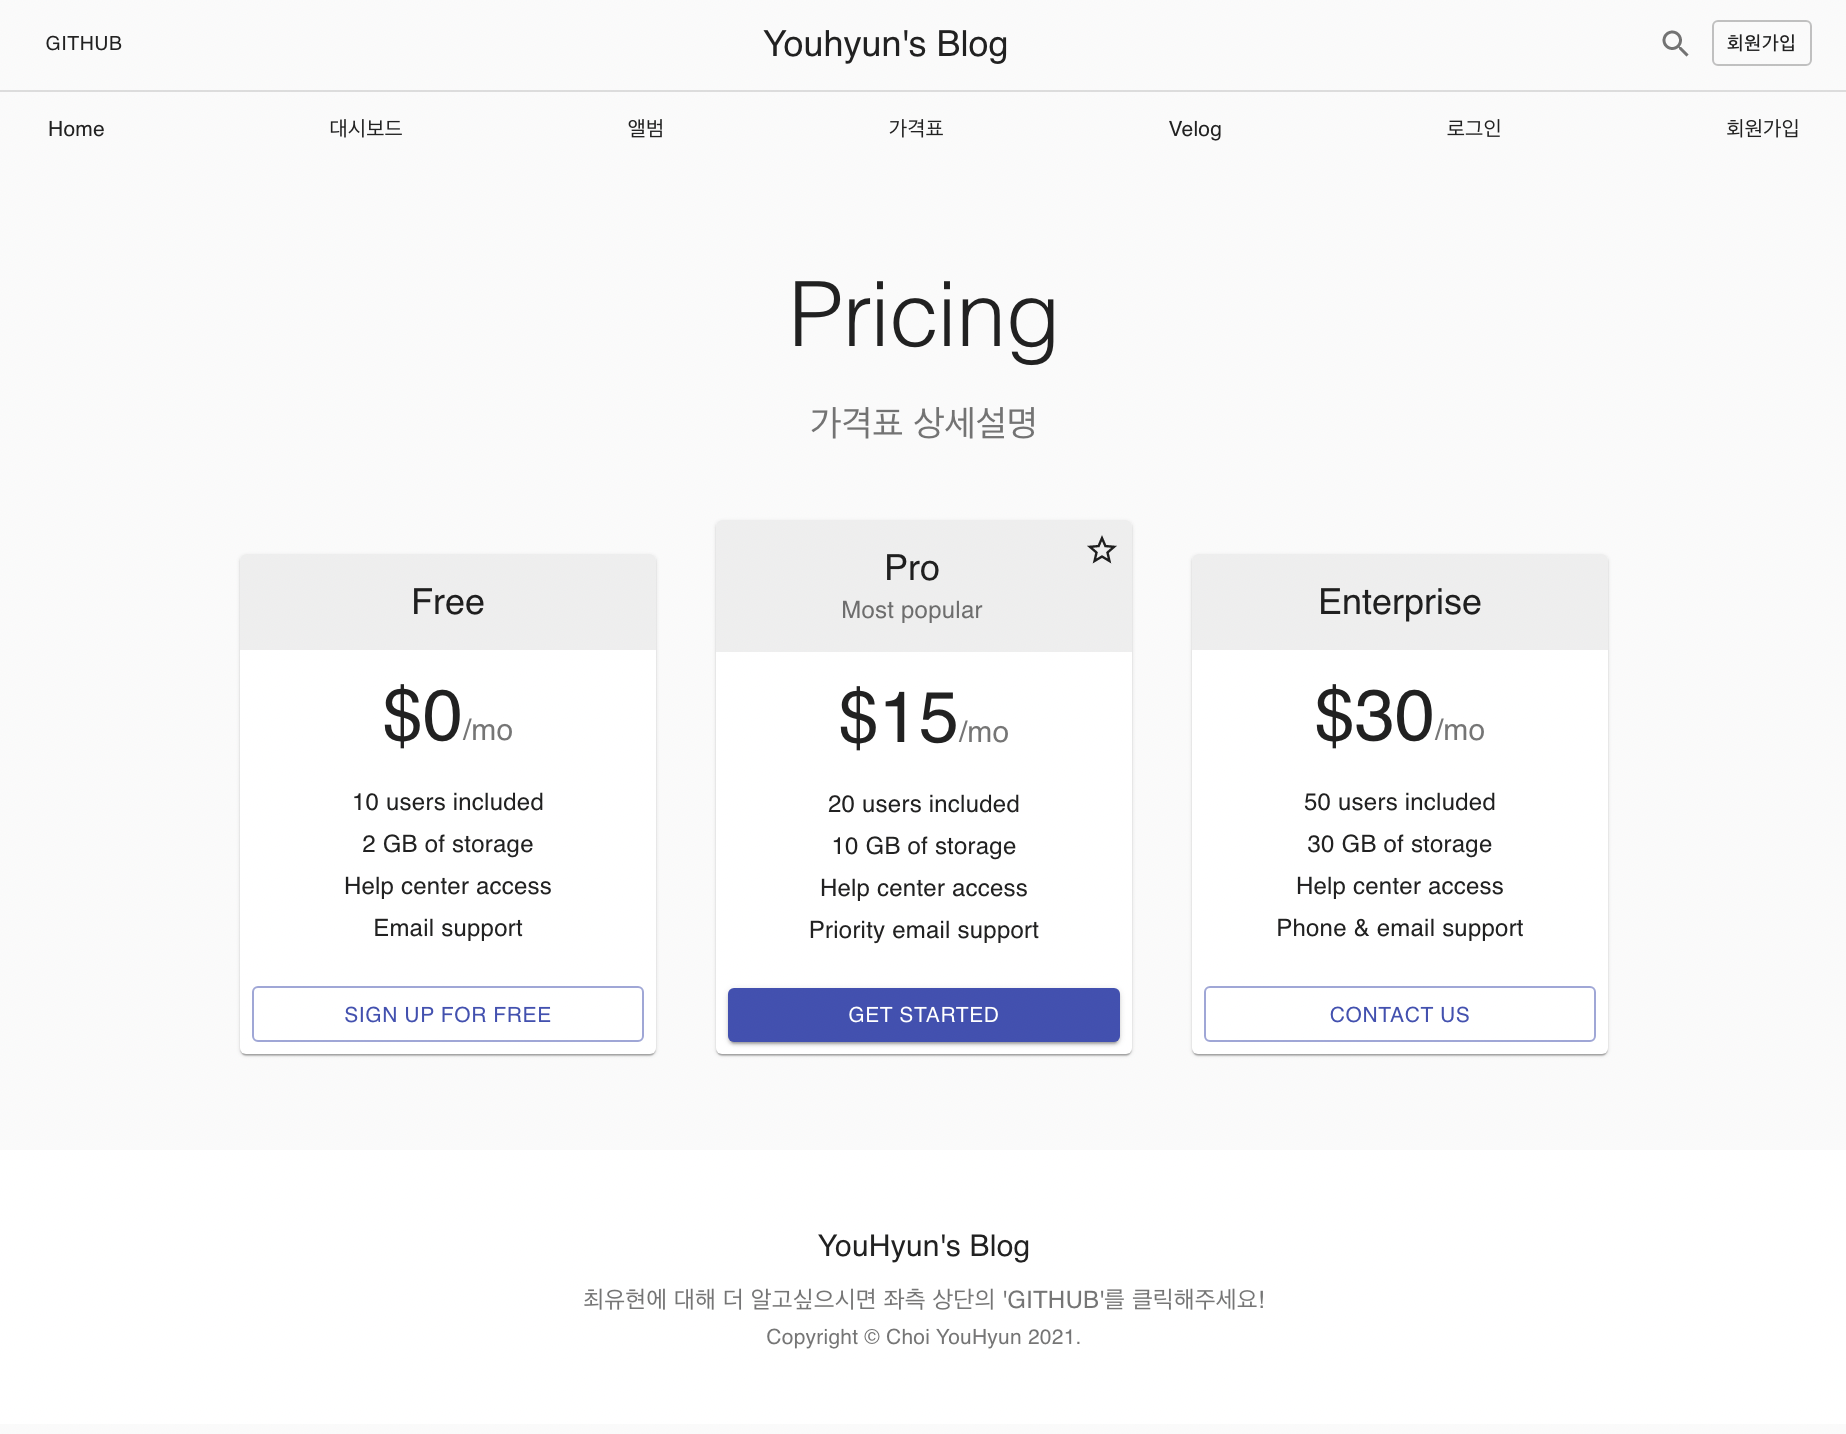 GITHUB
Youhyun's Blog
회원가입
Home
대시보드
앨범
가격표
Velog
로그인
회원가입
Pricing
가격표 상세설명
Free
$0/mo
10 users included
2 GB of storage
Help center access
Email support
SIGN UP FOR FREE
Pro
Most popular
$15/mo
20 users included
10 GB of storage
Help center access
Priority email support
GET STARTED
Enterprise
$30/mo
50 users included
30 GB of storage
Help center access
Phone & email support
CONTACT US
YouHyun's Blog
최유현에 대해 더 알고싶으시면 좌측 상단의 'GITHUB'를 클릭해주세요!
Copyright © Choi YouHyun 2021.